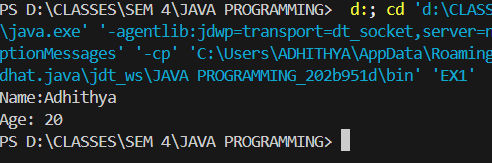 PS D:\CLASSES\SEM 4\JAVA PROGRAMMING>  d:; cd 'd:\CLASS
\java.exe' '-agentlib:jdwp=transport=dt_socket,server=n
ptionMessages' '-cp' 'C:\Users\ADHITHYA\AppData\Roaming
dhat.java\jdt_ws\JAVA PROGRAMMING_202b951d\bin' 'EX1'
Name:Adhithya
Age: 20
PS D:\CLASSES\SEM 4\JAVA PROGRAMMING>